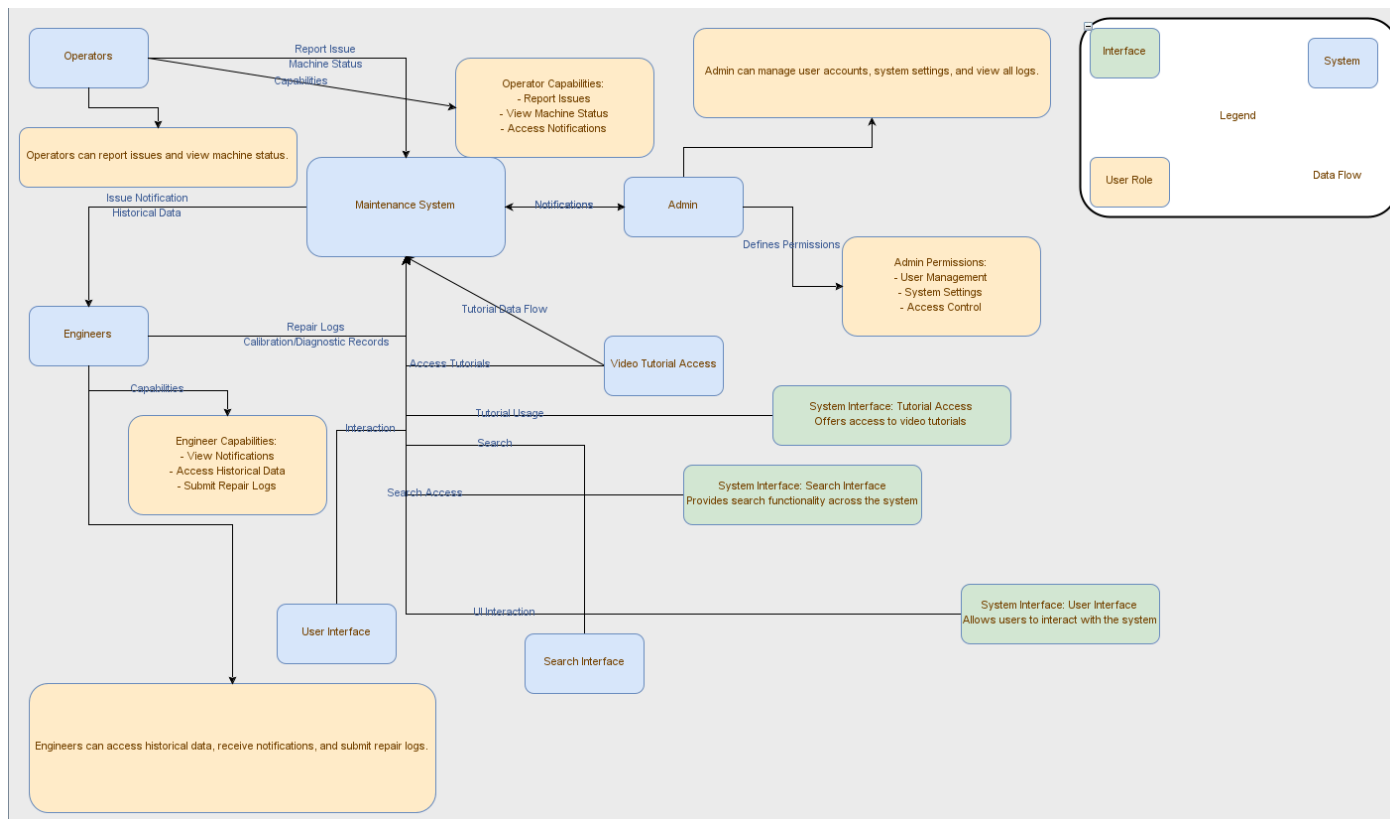 Operators
Report Issue
Machine Status
Capabilities
Operator Capabilities:
- Report Issues
- View Machine Status
- Access Notifications
Admin can manage user accounts, system settings, and view all logs.
Interface
System
Legend
User Role
Data Flow
Operators can report issues and view machine status.
Issue Notification
Historical Data
Maintenance System
Notifications
Admin
Defines Permissions
Admin Permissions:
- User Management
- System Settings
- Access Control
Tutorial Data Flow
Engineers
Repair Logs
Calibration/Diagnostic Records
Access Tutorials
Video Tutorial Access
Capabilities
Engineer Capabilities:
- View Notifications
- Access Historical Data
- Submit Repair Logs
Interaction
Tutorial Usage
System Interface: Tutorial Access
Offers access to video tutorials
Search
Search Access
System Interface: Search Interface
Provides search functionality across the system
UI Interaction
System Interface: User Interface
Allows users to interact with the system
User Interface
Search Interface
Engineers can access historical data, receive notifications, and submit repair logs.